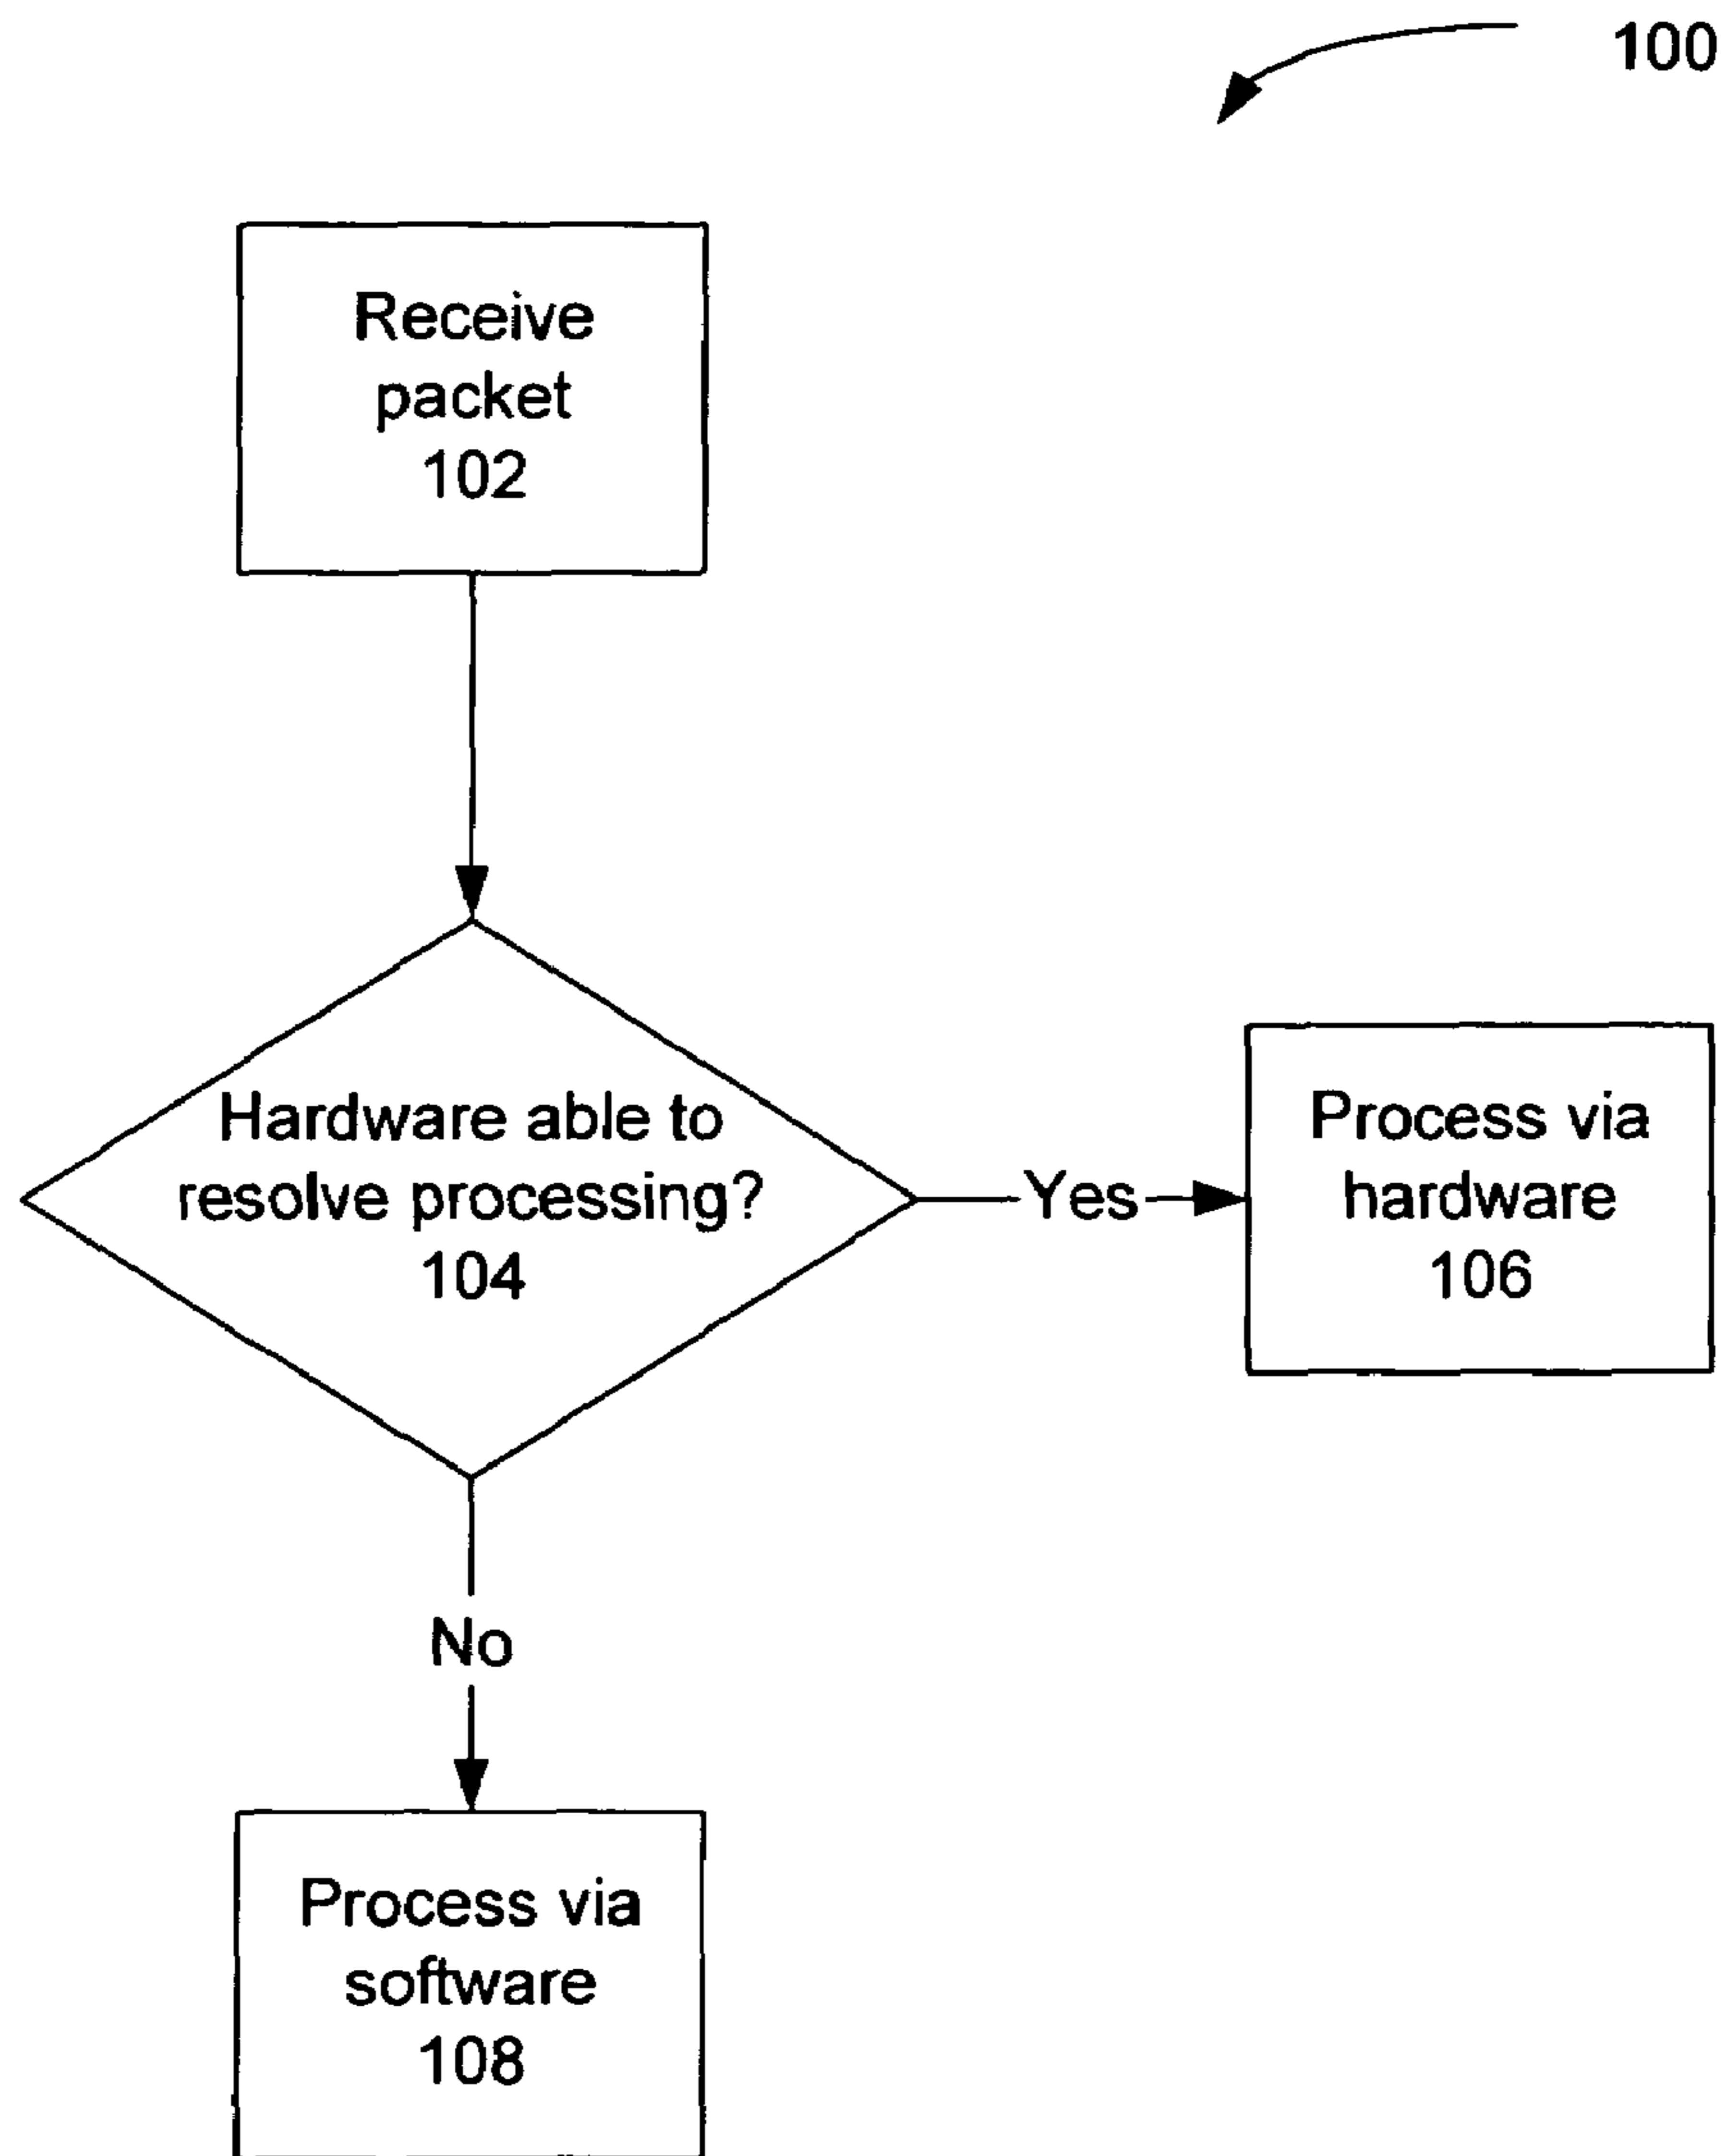 100
Receive
packet
102
Hardware able to
resolve processing?
104
Yes
Process via
hardware
106
No
Process via
software
108